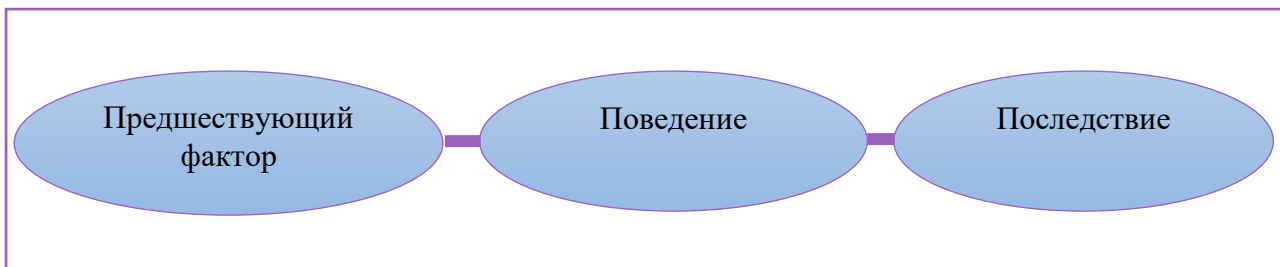 Предшествующий
фактор
Поведение
Последствие